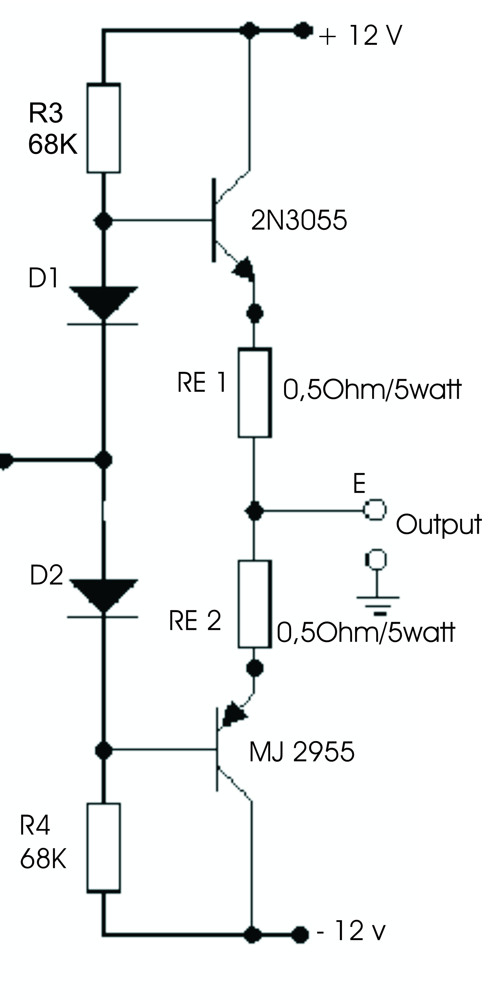 + 12 V
R3
68K
2N3055
D1
RE 1
0,5Ohm/5watt
E
Output
D2
RE 2
0,5Ohm/5watt
MJ 2955
R4
68K
- 12 v